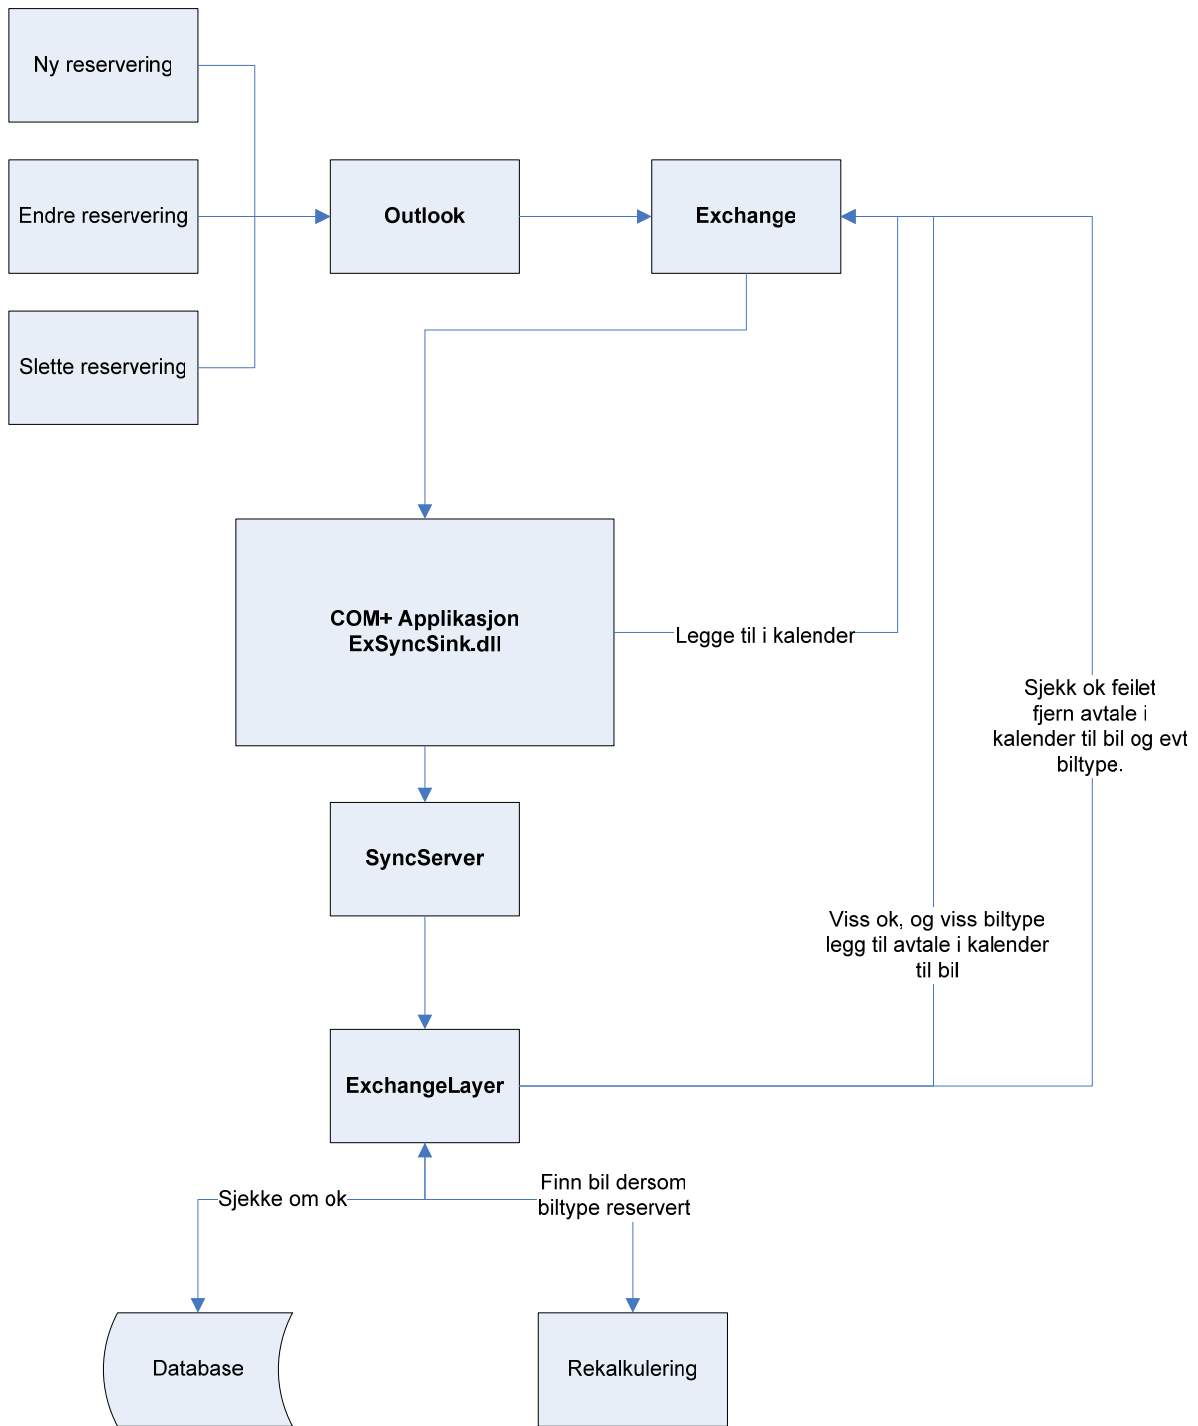 Ny reservering
Endre reservering
Outlook
Exchange
Slette reservering
COM+ Applikasjon
ExSyncSink.dll
Legge til i kalender
Sjekk ok feilet
fjern avtale i
kalender til bil og evt
biltype.
SyncServer
Viss ok, og viss biltype
legg til avtale i kalender
til bil
ExchangeLayer
Sjekke om ok
Finn bil dersom
biltype reservert
Database
Rekalkulering